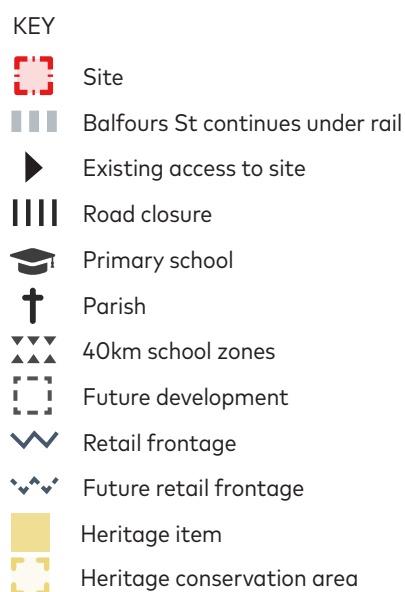 KEY
Site
Balfours St continues under rail
Existing access to site
Road closure
Primary school
Parish
40km school zones
Future development
Retail frontage
Future retail frontage
Heritage item
Heritage conservation area